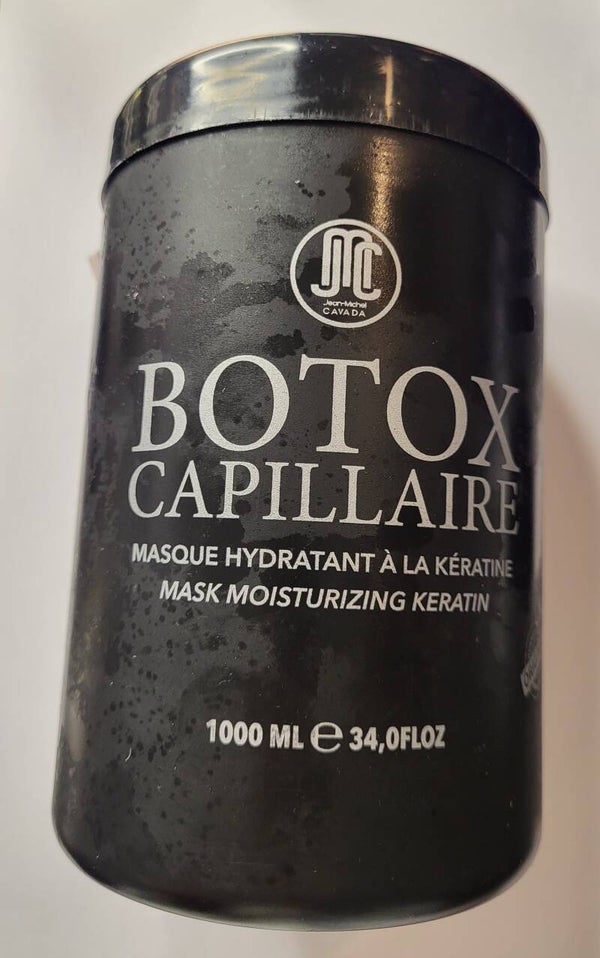 JMC
Jean-Michel
CAVADA
BOTOX
CAPILLAIRE
MASQUE HYDRATANT À LA KÉRATINE
MASK MOISTURIZING KERATIN
1000 ML ℮ 34,0FLOZ